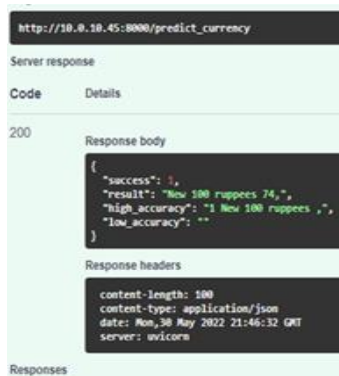 http://10.0.10.45:8000/predict_currency
Server response
Code Details
200
Response body
{
"success": 1,
"result": "New 100 ruppees 74,",
"high_accuracy": "1 New 100 ruppees ,",
"low_accuracy": ""
}
Response headers
content-length: 100
content-type: application/json
date: Mon,30 May 2022 21:46:32 GMT
server: uvicorn
Responses